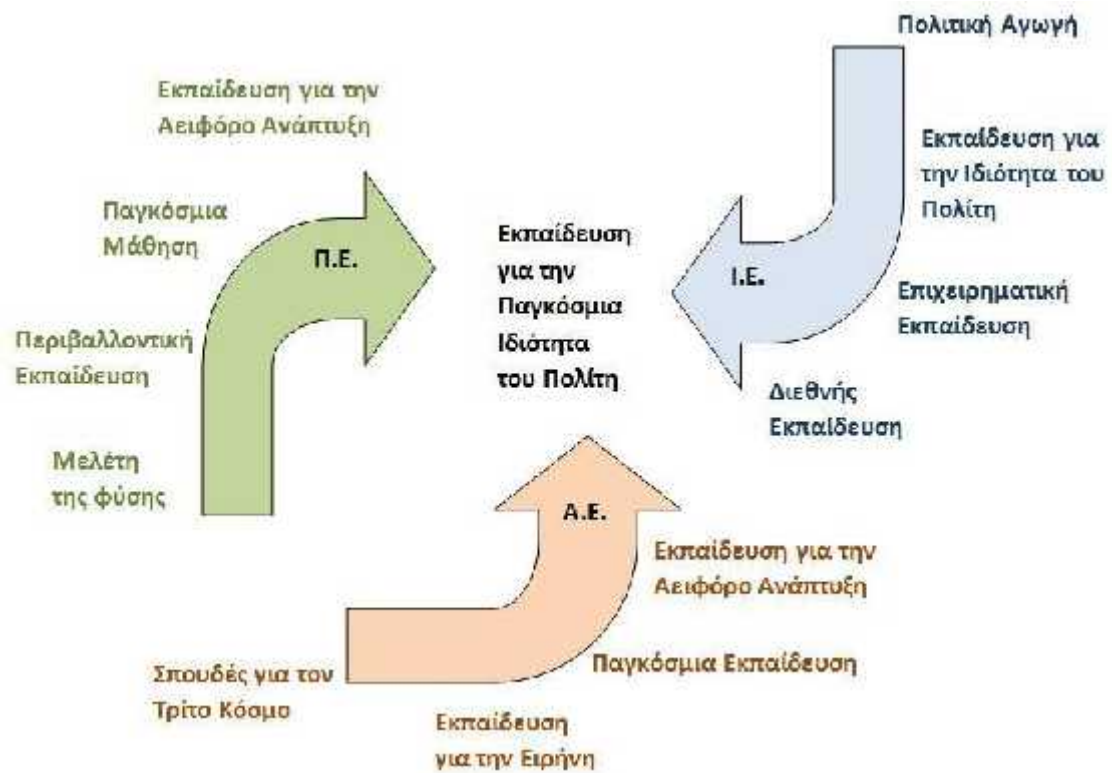 Πολιτική Αγωγή
Εκπαίδευση για την
Αειφόρο Ανάπτυξη
Εκπαίδευση για
την Ιδιότητα του
Πολίτη
Παγκόσμια
Μάθηση
Π.Ε.
Εκπαίδευση
για την
Παγκόσμια
Ιδιότητα
του Πολίτη
Ι.Ε.
Επιχειρηματική
Εκπαίδευση
Περιβαλλοντική
Εκπαίδευση
Διεθνής
Εκπαίδευση
Μελέτη
της φύσης
Α.Ε.
Εκπαίδευση για την
Αειφόρο Ανάπτυξη
Παγκόσμια Εκπαίδευση
Σπουδές για τον
Τρίτο Κόσμο
Εκπαίδευση
για την Ειρήνη